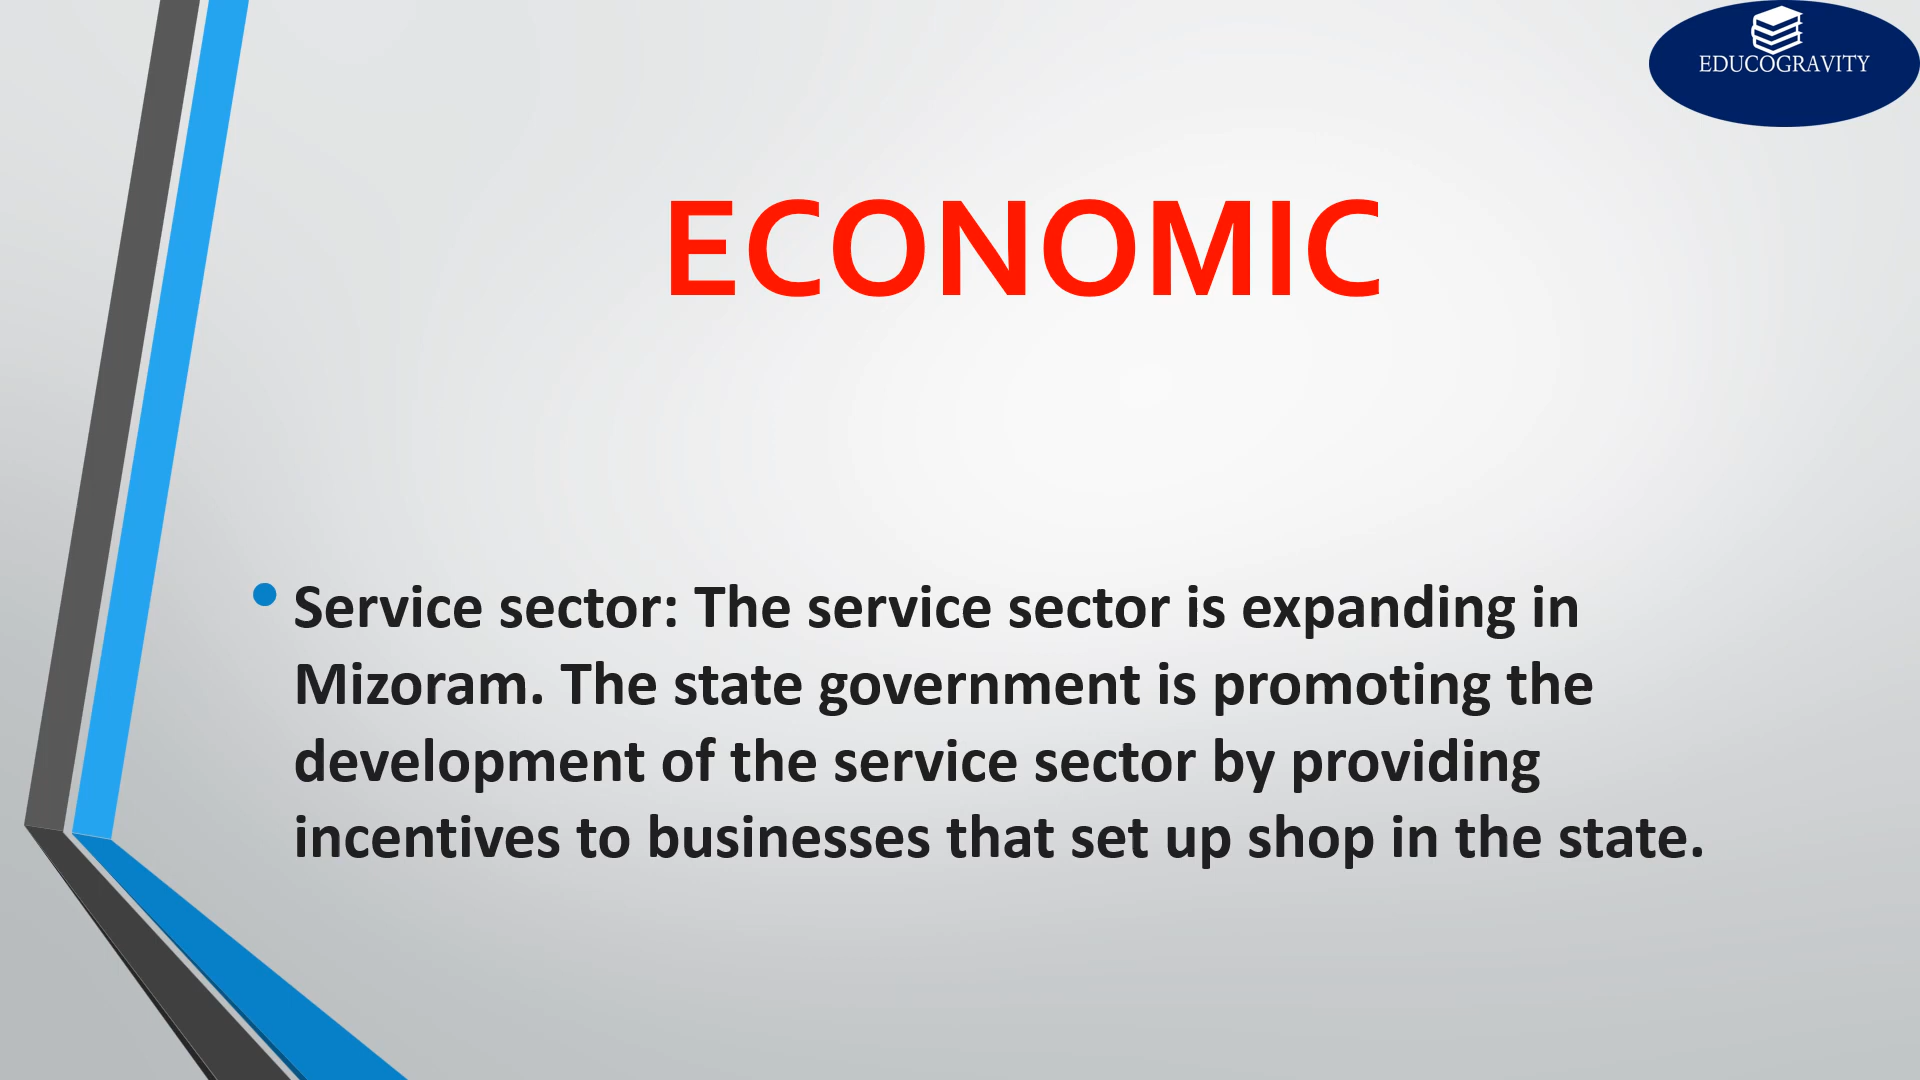 EDUCOGRAVITY
ECONOMIC
• Service sector: The service sector is expanding in
Mizoram. The state government is promoting the
development of the service sector by providing
incentives to businesses that set up shop in the state.